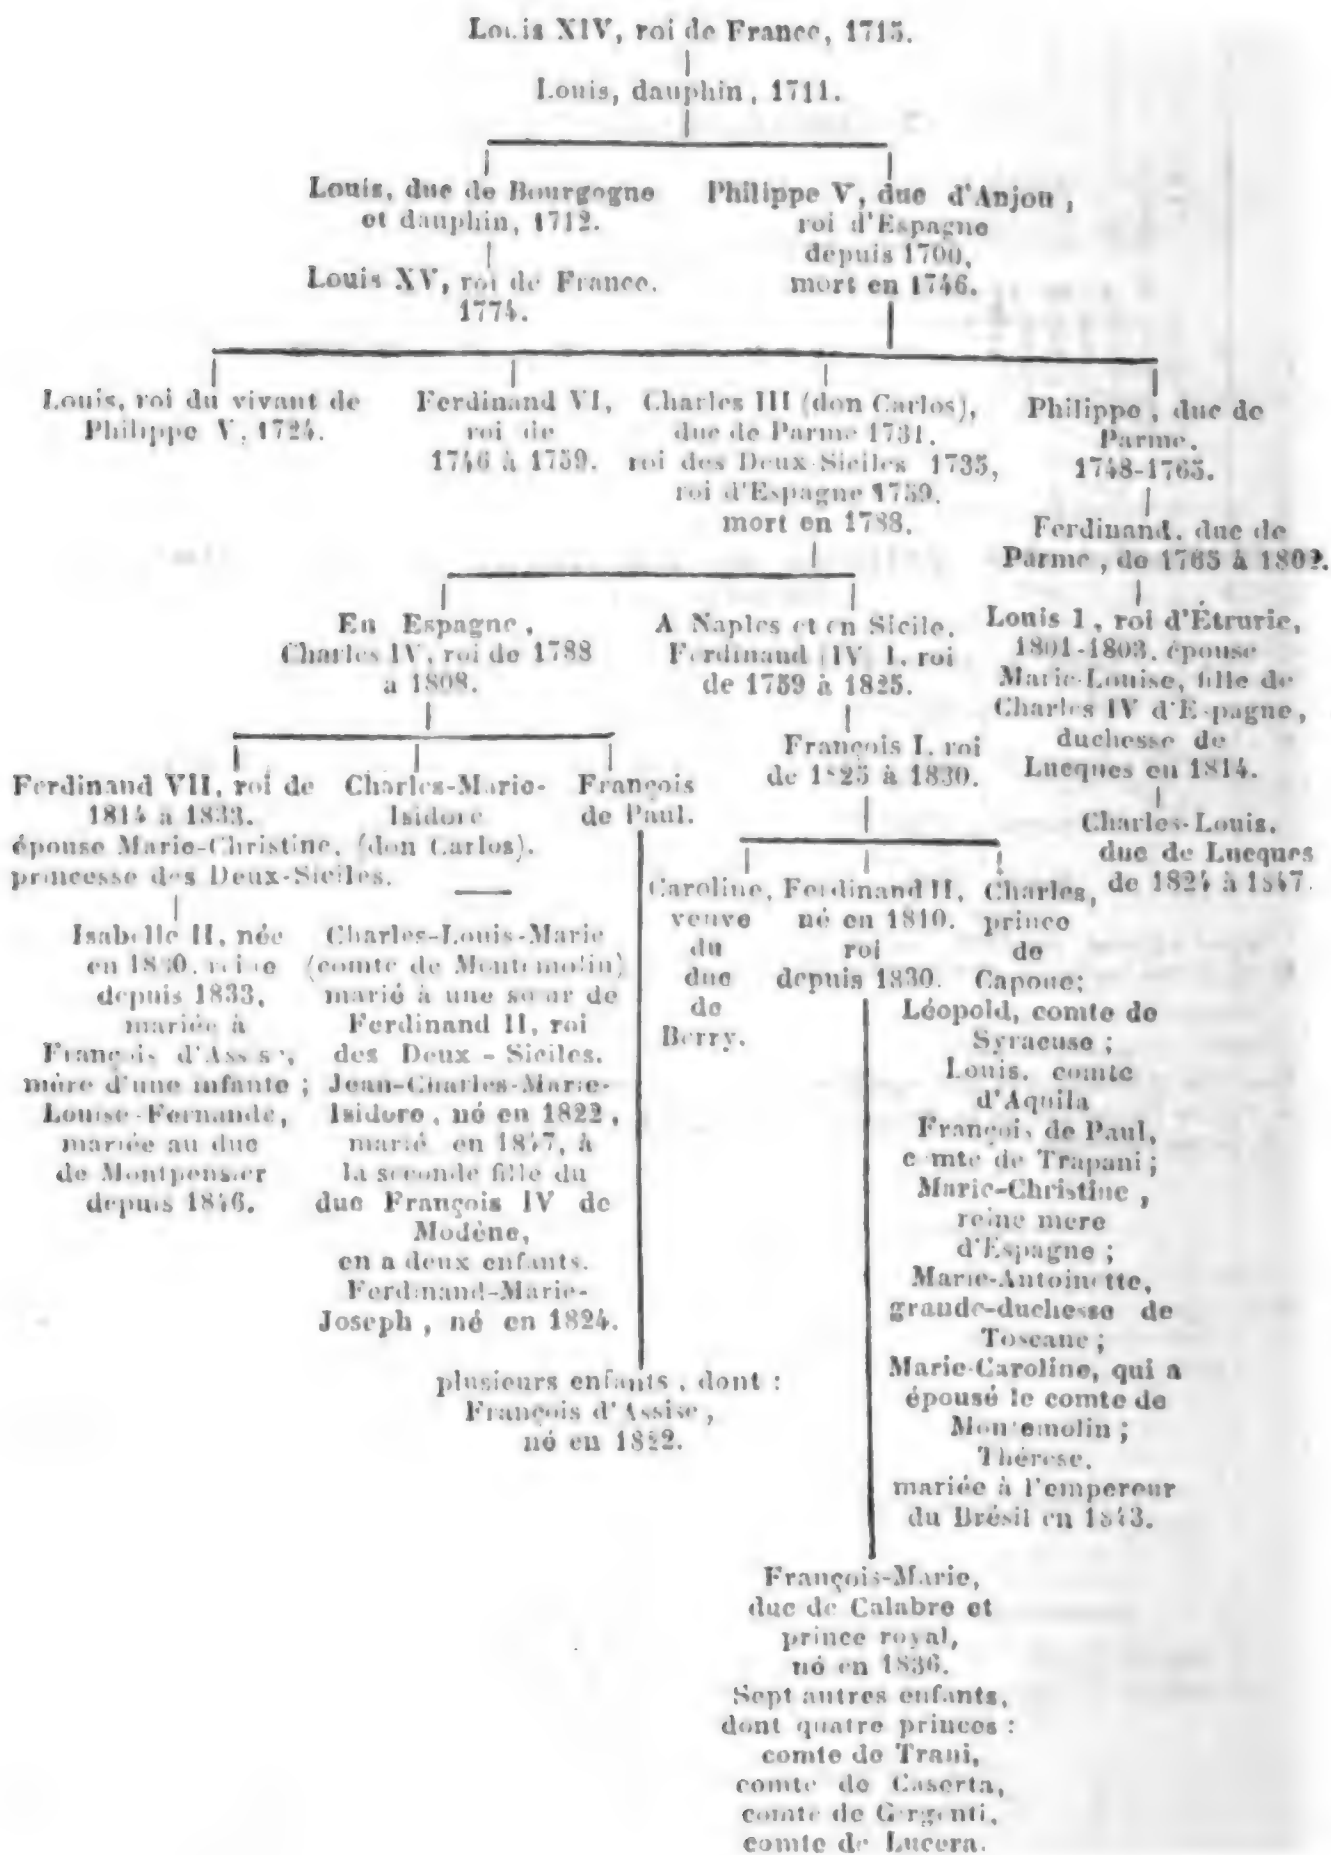 Louis XIV, roi de France, 1715.
Louis, dauphin, 1711.
Louis, duc de Bourgogne
et dauphin, 1712.
Louis XV, roi de France.
1774.
Philippe V, duc d'Anjou,
roi d'Espagne
depuis 1700,
mort en 1746.
Louis, roi du vivant de
Philippe V, 1724.
Ferdinand VI,
roi de
1746 à 1759.
Charles III (don Carlos),
duc de Parme 1731.
roi des Deux-Siciles 1735,
roi d'Espagne 1759.
mort en 1788.
Philippe, duc de
Parme.
1748-1765.
Ferdinand, duc de
Parme, de 1765 à 1802.
Louis I, roi d'Étrurie,
1801-1803, épouse
Marie-Louise, fille de
Charles IV d'Espagne,
duchesse de
Lucques en 1814.
Charles-Louis.
duc de Lucques
de 1824 à 1847.
En Espagne,
Charles IV, roi de 1788
a 1808.
A Naples et en Sicile.
Ferdinand (IV) I, roi
de 1759 à 1825.
François I, roi
de 1825 à 1830.
Ferdinand VII, roi de
1814 a 1833.
épouse Marie-Christine,
princesse des Deux-Siciles.
Charles-Marie-
Isidore
(don Carlos).
François
de Paul.
Isabelle II, née
en 1830, reine
depuis 1833,
mariée à
François d'Assise,
mère d'une infante ;
Louise-Fernande,
mariée au duc
de Montpensier
depuis 1846.
Charles-Louis-Marie
(comte de Montemolin)
marié à une sœur de
Ferdinand II, roi
des Deux - Siciles.
Jean-Charles-Marie-
Isidore, né en 1822,
marié en 1847, à
la seconde fille du
duc François IV de
Modène,
en a deux enfants.
Ferdinand-Marie-
Joseph, né en 1824.
plusieurs enfants, dont :
François d'Assise,
né en 1822.
Caroline,
veuve
du
duc
de
Berry.
Ferdinand II,
né en 1810.
roi
depuis 1830.
Charles,
prince
de
Capoue;
Léopold, comte de
Syracuse ;
Louis, comte
d'Aquila
François de Paul,
comte de Trapani ;
Marie-Christine,
reine mere
d'Espagne ;
Marie-Antoinette,
grande-duchesse de
Toscane ;
Marie-Caroline, qui a
épousé le comte de
Montemolin ;
Thérese.
mariée à l'empereur
du Brésil en 1843.
François-Marie,
duc de Calabre et
prince royal,
né en 1836.
Sept autres enfants,
dont quatre princes :
comte de Trani,
comte de Caserta,
comte de Girgenti,
comte de Lucera.